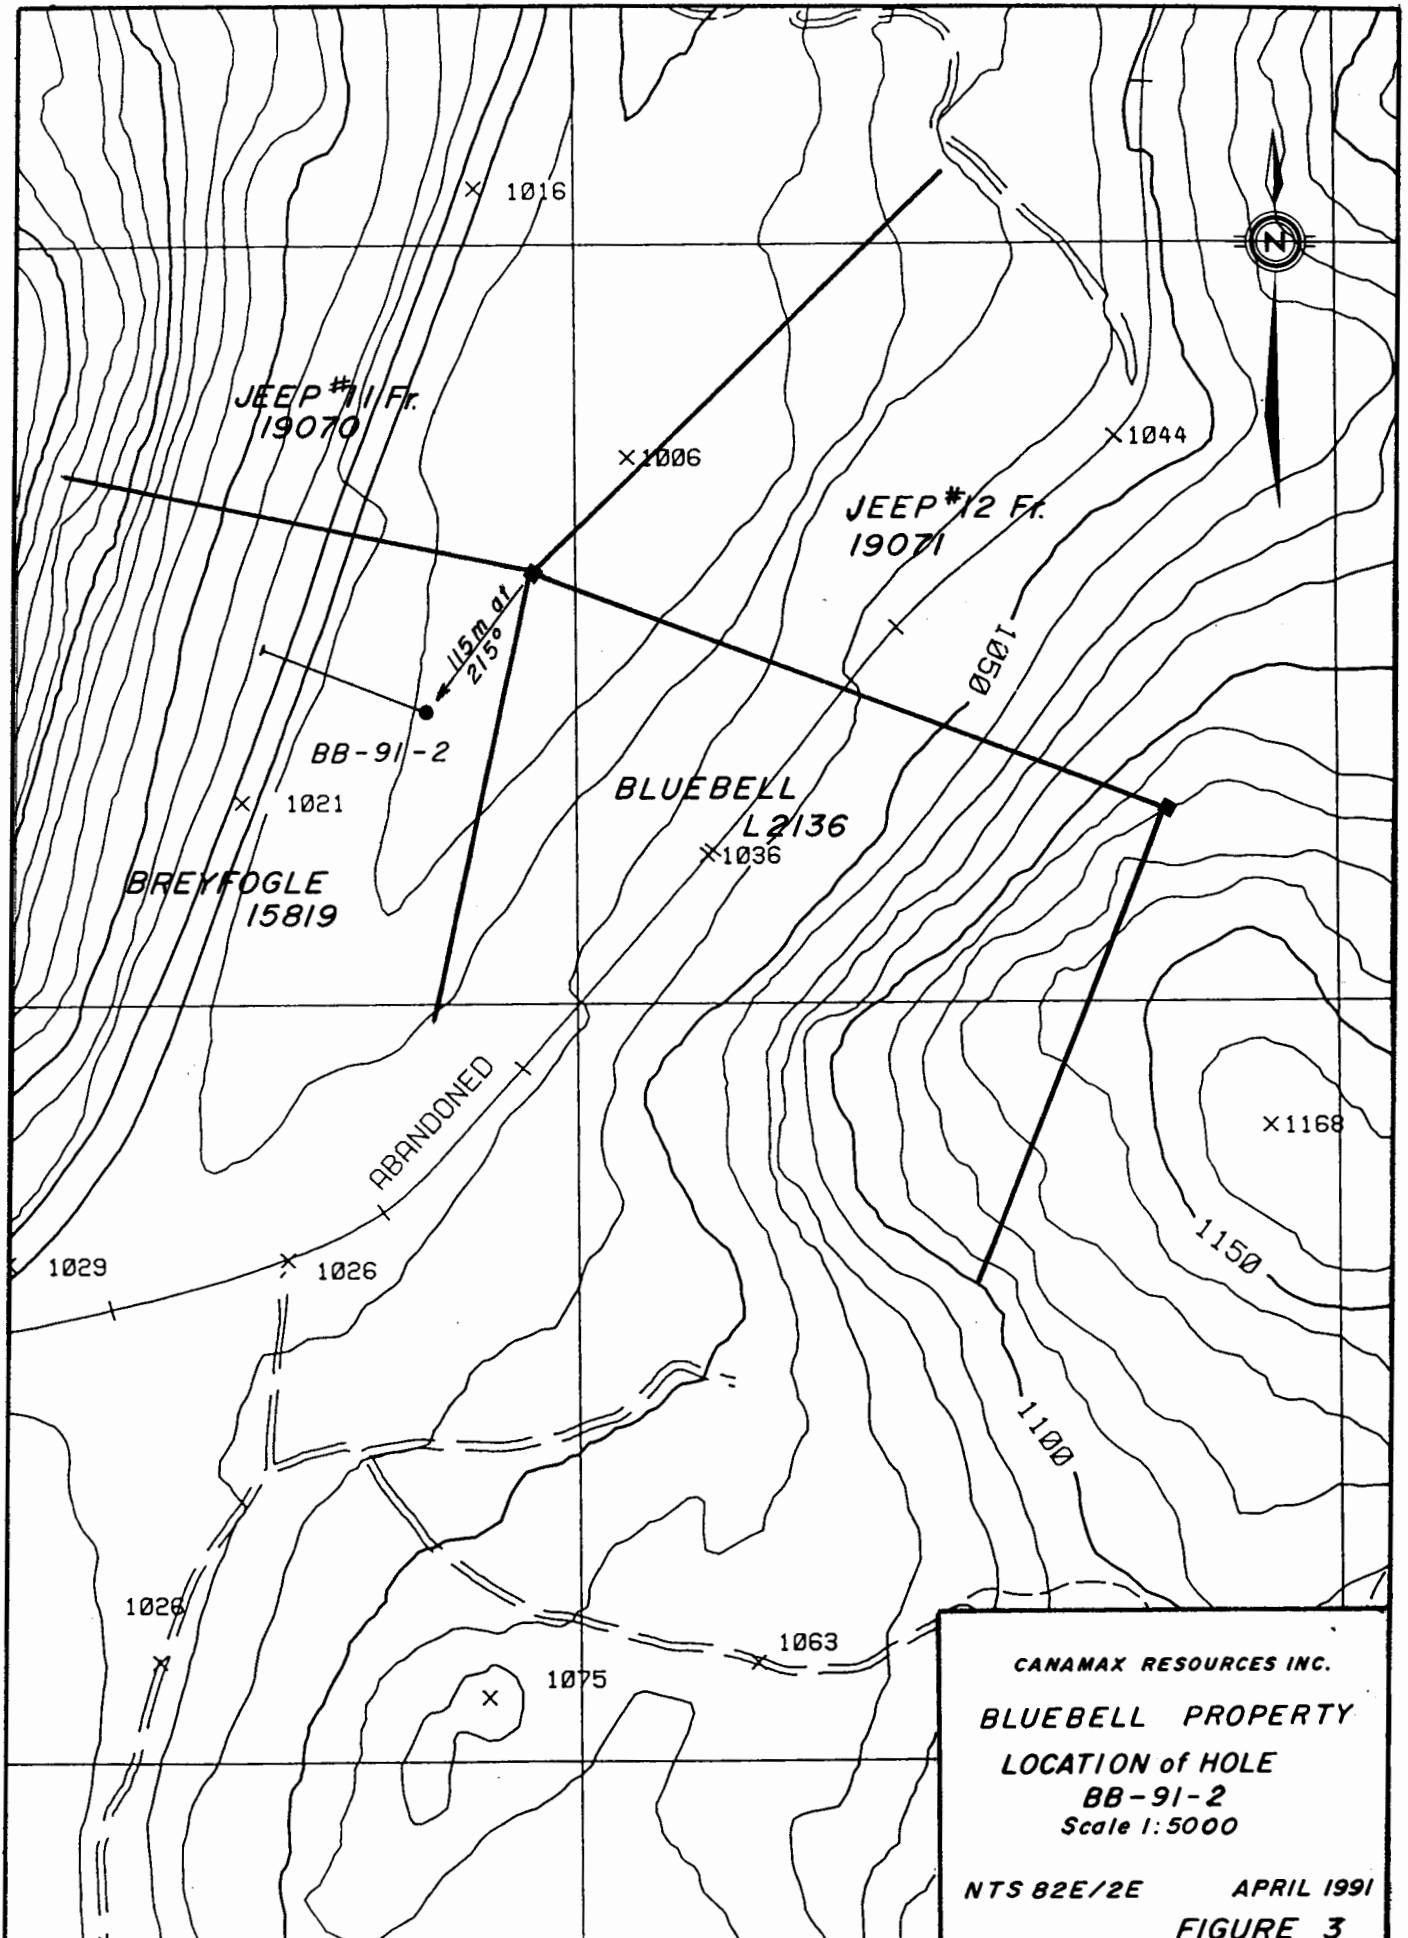 1016
N
JEEP #11 Fr.
19070
1006
1044
JEEP #12 Fr.
19071
115m at
215°
1050
BB-91-2
BLUEBELL
L2136
1021
1036
BREYFOGLE
15819
ABANDONED
1168
1150
1029
1026
1100
1026
1063
1075
CANAMAX RESOURCES INC.
BLUEBELL PROPERTY
LOCATION of HOLE
BB-91-2
Scale 1:5000
NTS 82E/2E APRIL 1991
FIGURE 3